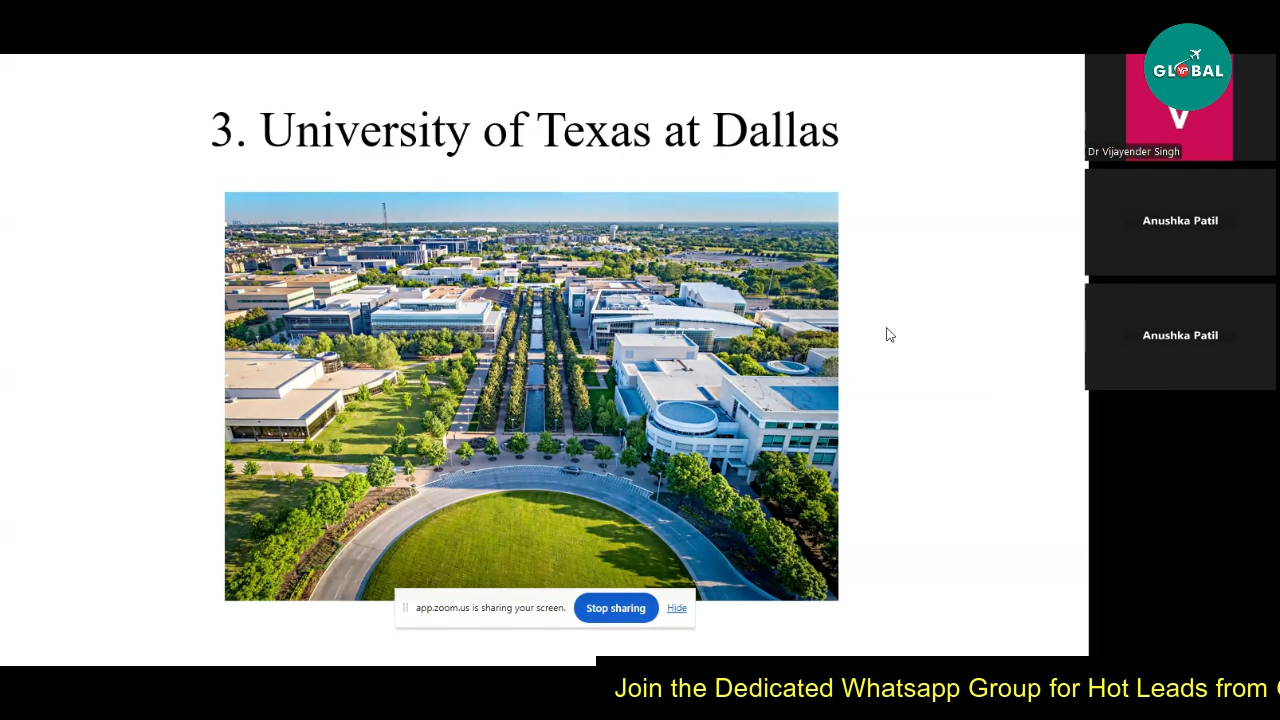 3. University of Texas at Dallas
GLOBAL
YP
V
Dr Vijayender Singh
Anushka Patil
Anushka Patil
app.zoom.us is sharing your screen.
Stop sharing
Hide
Join the Dedicated Whatsapp Group for Hot Leads from